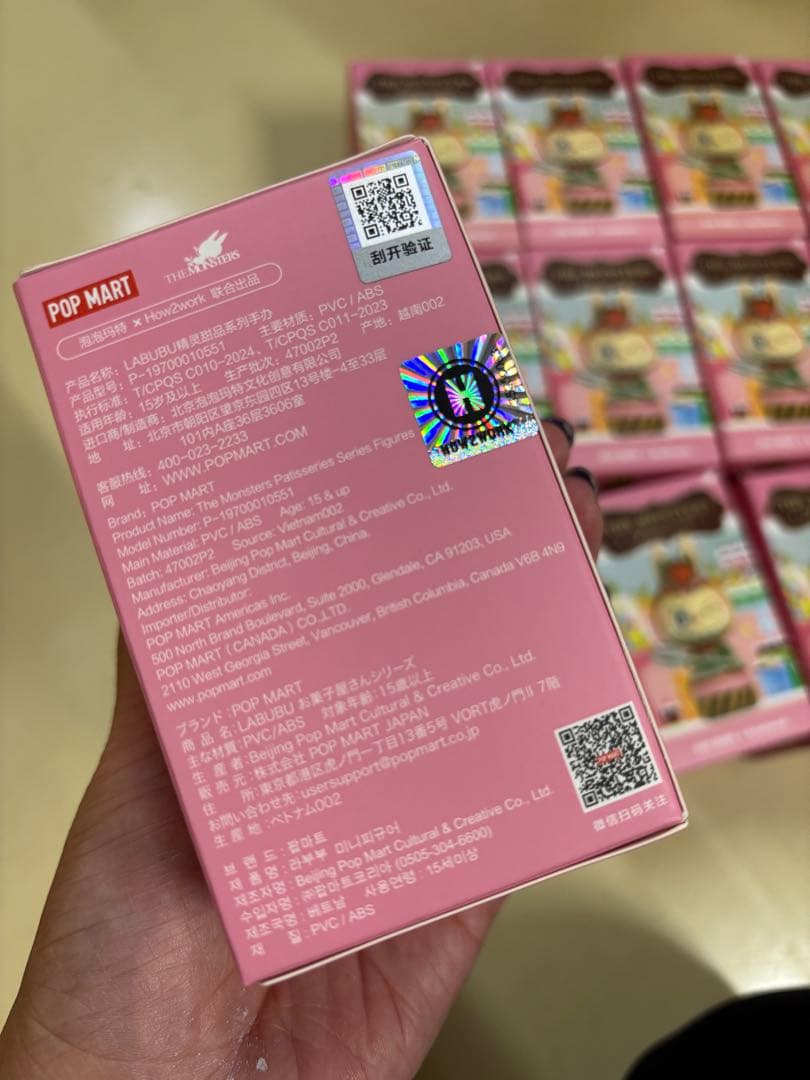 刮开验证
POP MART
THE MONSTERS
泡泡玛特 × How2work 联合出品
产品名称: LABUBU精灵甜品系列手办
产品型号: P-19700010551 主要材质: PVC / ABS
执行标准: T/CPQS C010-2024、T/CPQS C011-2023
适用年龄: 15岁及以上 生产批次: 47002P2 产地: 越南002
进口商/制造商: 北京泡泡玛特文化创意有限公司
地 址: 北京市朝阳区望京东园四区13号楼-4至33层
101内A座36层3606室
客服热线: 400-023-2233
网 址: WWW.POPMART.COM
HOW2WORK
Brand: POP MART
Product Name: The Monsters Patisseries Series Figures
Model Number: P-19700010551
Main Material: PVC / ABS Age: 15 & up
Batch: 47002P2 Source: Vietnam002
Manufacturer: Beijing Pop Mart Cultural & Creative Co., Ltd.
Address: Chaoyang District, Beijing, China.
Importer/Distributor:
POP MART Americas Inc.
500 North Brand Boulevard, Suite 2000, Glendale, CA 91203, USA
POP MART (CANADA) CO.,LTD.
2110 West Georgia Street, Vancouver, British Columbia, Canada V6B 4N9
www.popmart.com
ブランド: POP MART
商 品 名: LABUBU お菓子屋さんシリーズ
主な材質: PVC/ABS 対象年齢: 15歳以上
生 産 者: Beijing Pop Mart Cultural & Creative Co., Ltd.
販 売 元: 株式会社 POP MART JAPAN
住 所: 東京都港区虎ノ門一丁目13番5号 VORT虎ノ門II 7階
お問い合わせ先: usersupport@popmart.co.jp
生 産 地: ベトナム002
브 랜 드 : 팝마트
제 품 명 : 라부부 미니피규어
제조자명 : Beijing Pop Mart Cultural & Creative Co., Ltd.
수입자명 : ㈜팝마트코리아 (0505-304-6600)
제조국명 : 베트남 사용연령 : 15세이상
재 질 : PVC / ABS
微信扫码关注